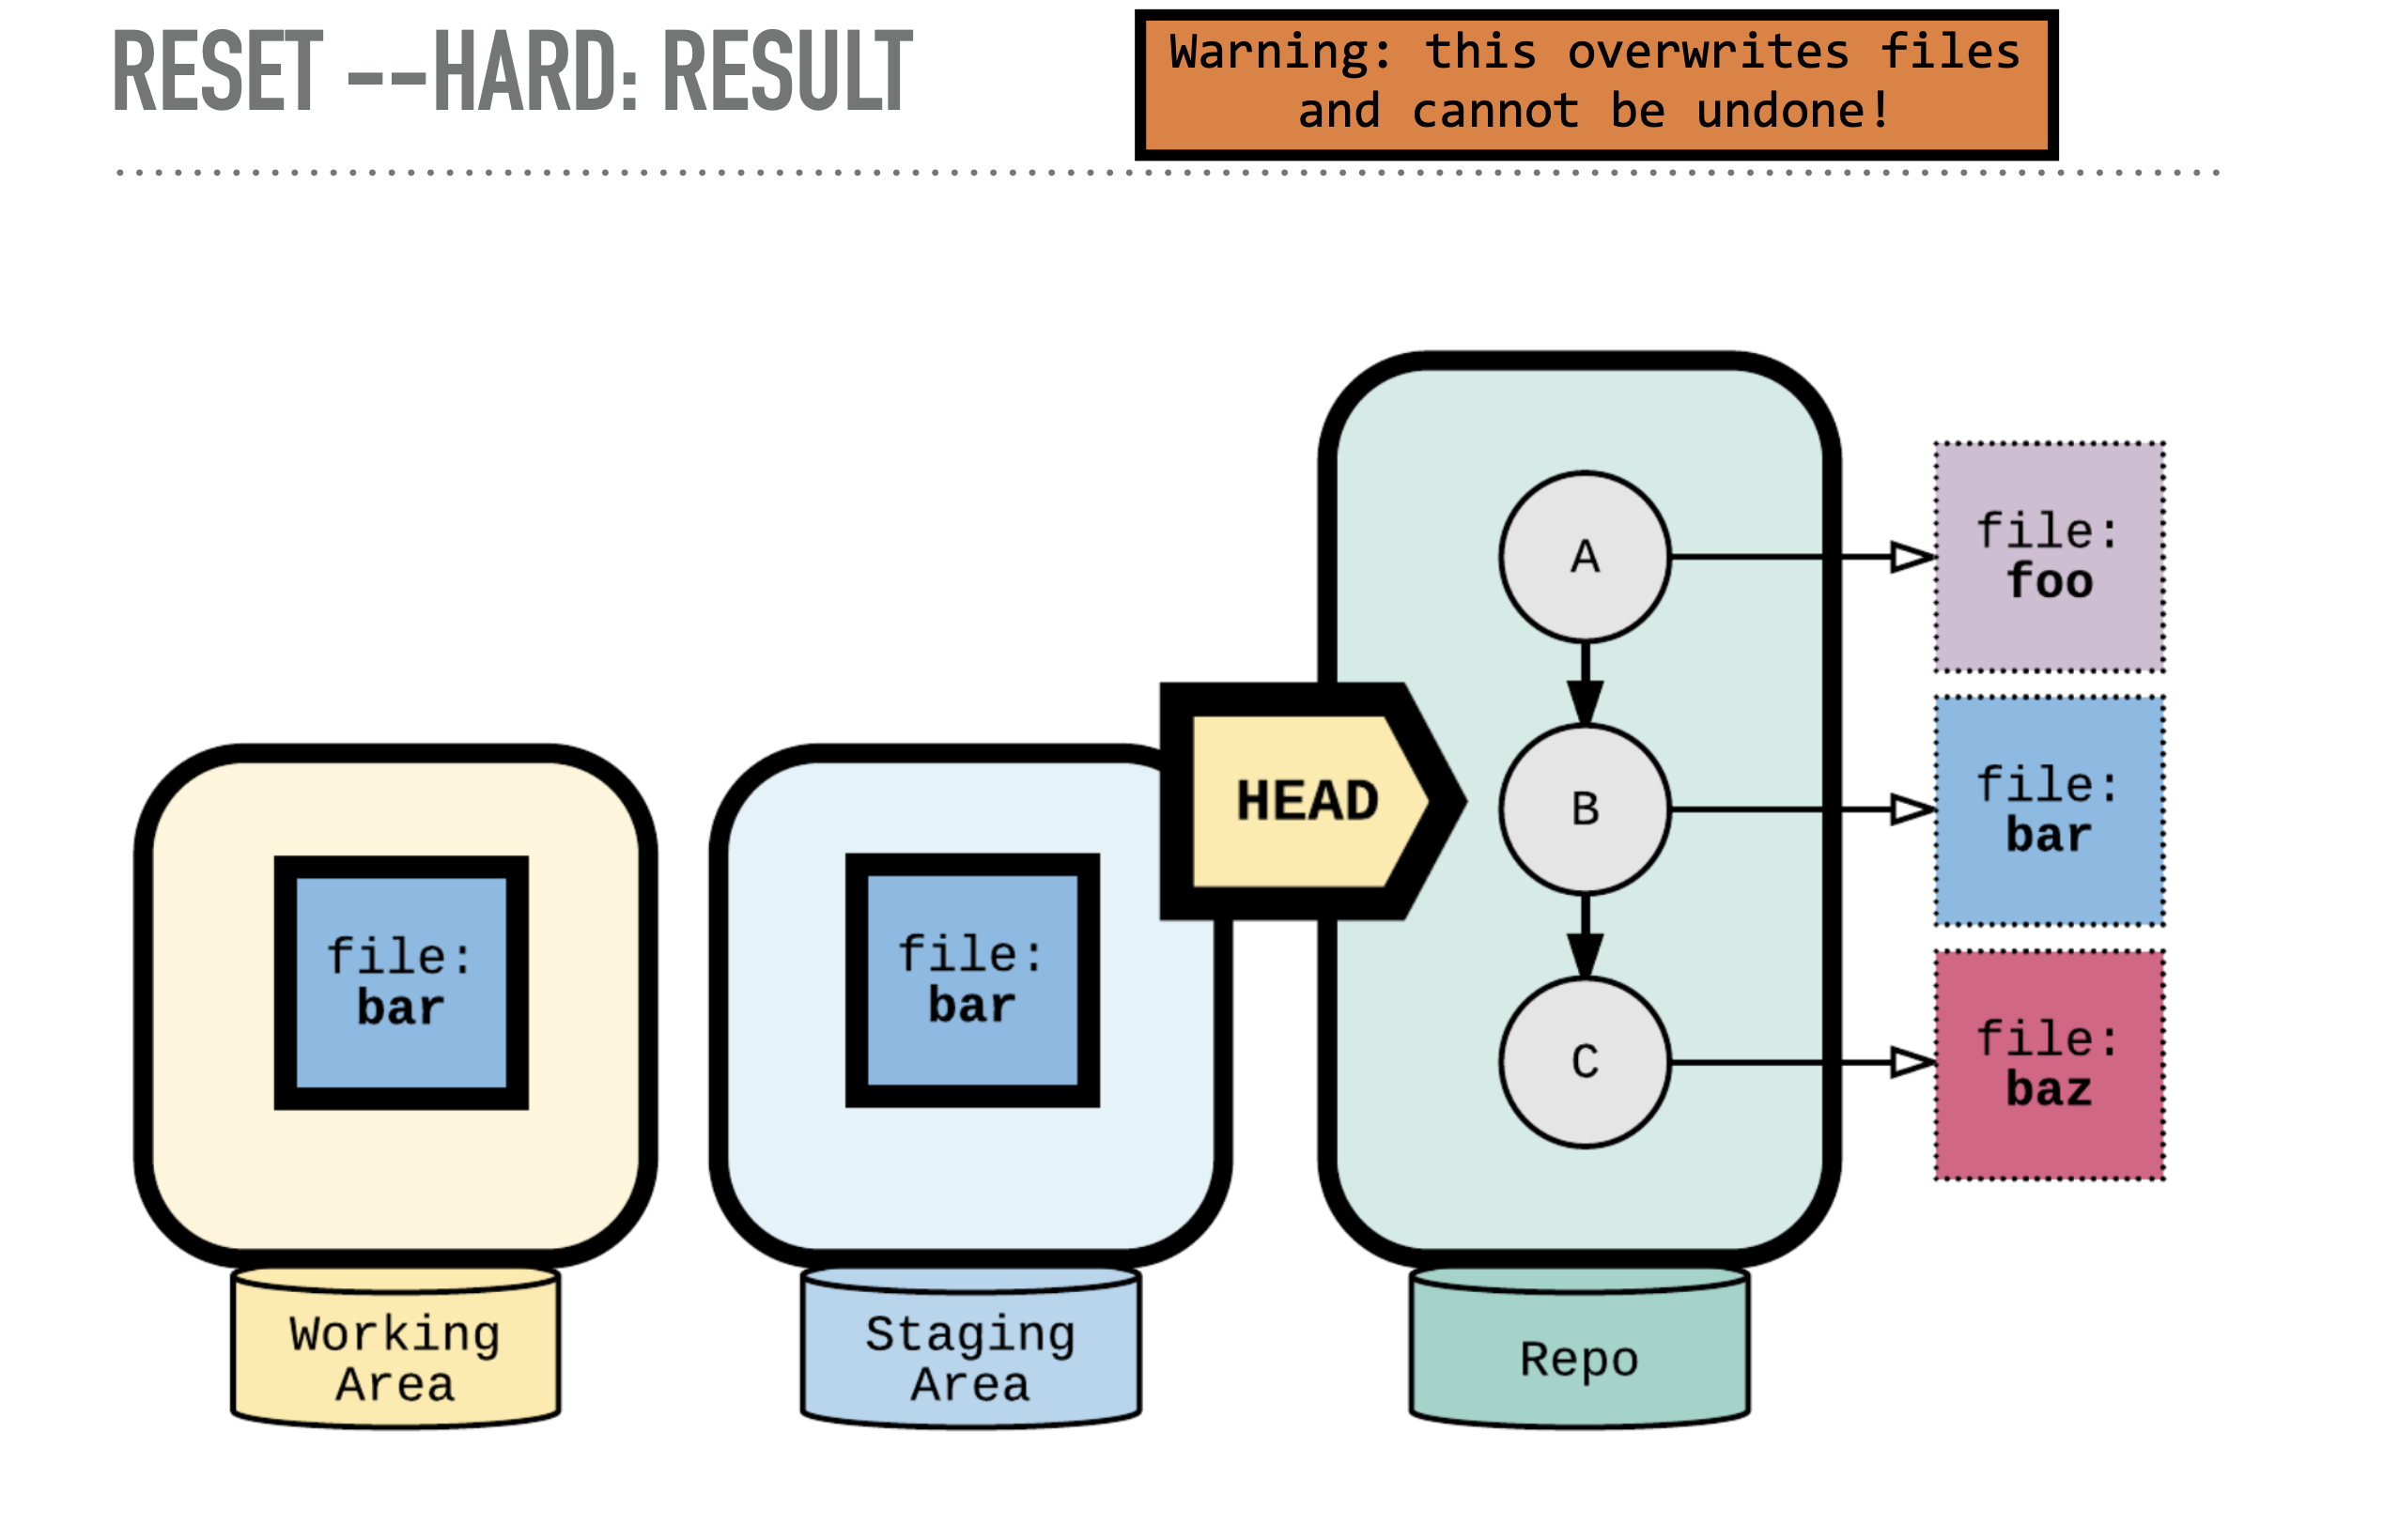 RESET --HARD: RESULT
Warning: this overwrites files
and cannot be undone!
A
file:
foo
HEAD
B
file:
bar
file:
bar
file:
bar
C
file:
baz
Working
Area
Staging
Area
Repo